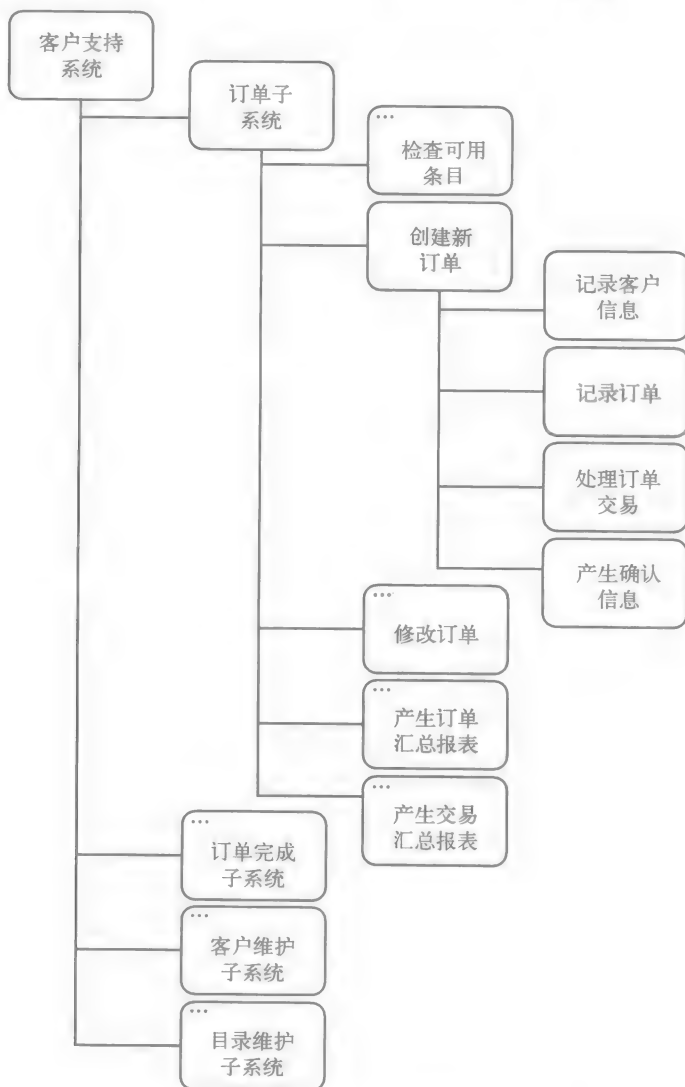 客户支持
系统
订单子
系统
...
检查可用
条目
创建新
订单
记录客户
信息
记录订单
处理订单
交易
产生确认
信息
...
修改订单
...
产生订单
汇总报表
...
产生交易
汇总报表
...
订单完成
子系统
...
客户维护
子系统
...
目录维护
子系统